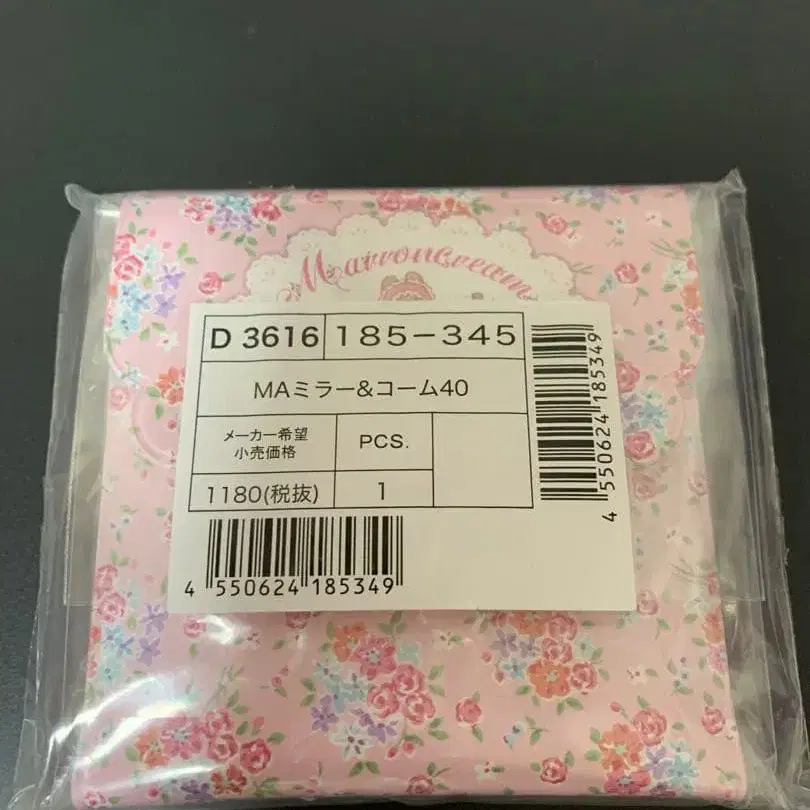 Marroncream
D 3616
185-345
MAミラー&コーム40
メーカー希望
小売価格
PCS.
1180(税抜)
1
4 550624 185349
4 550624 185349